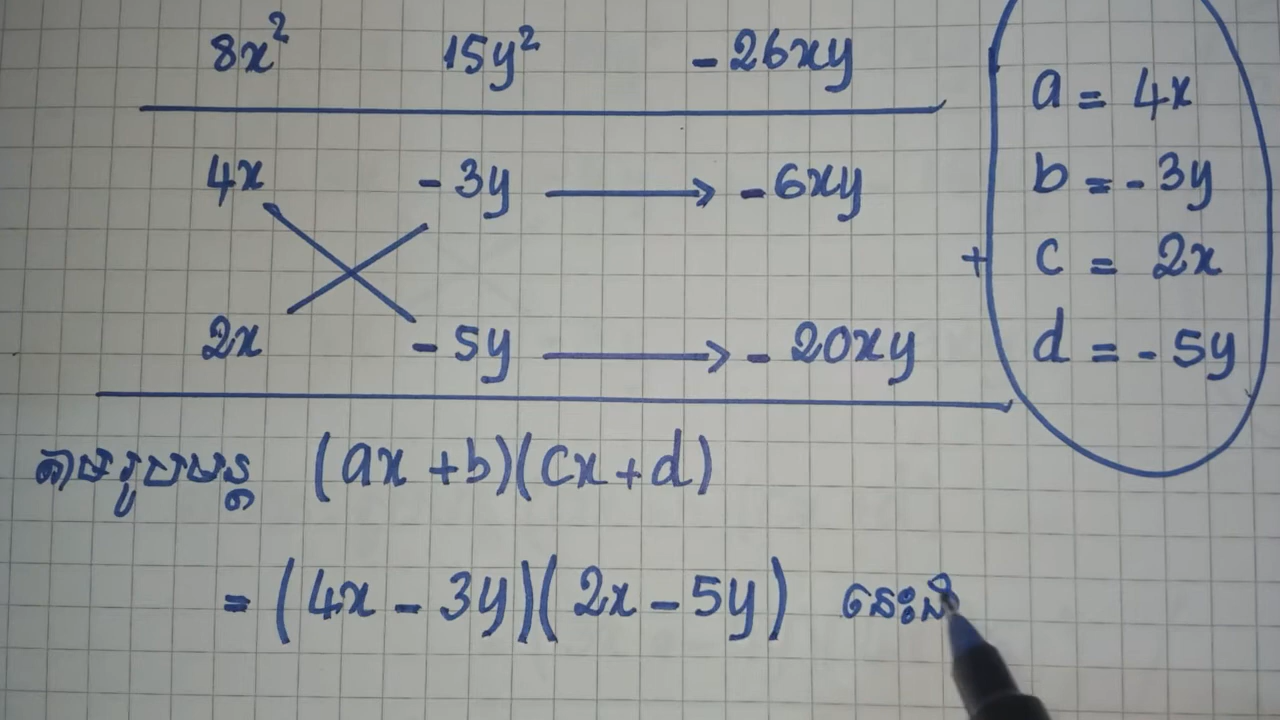 8x² 15y² -26xy
4x -3y → -6xy
+
2x -5y → -20xy
a = 4x
b = -3y
c = 2x
d = -5y
តាមរូបមន្ត (ax + b)(cx + d)
= (4x - 3y)(2x - 5y) នេះ